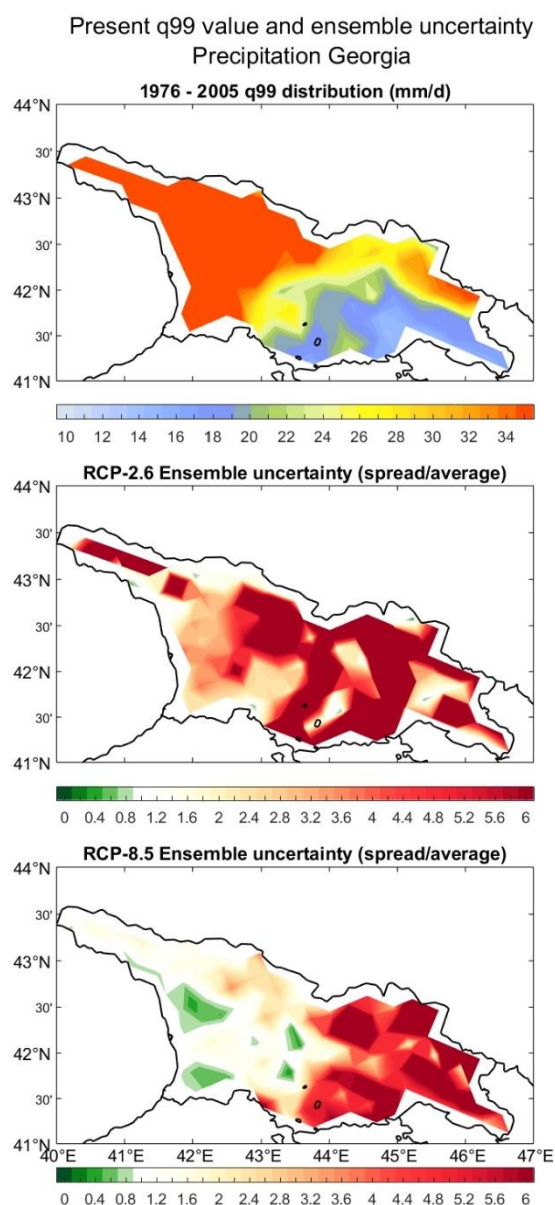 Present q99 value and ensemble uncertainty
Precipitation Georgia
1976 - 2005 q99 distribution (mm/d)
44°N
30'
43°N
30'
42°N
30'
41°N
10 12 14 16 18 20 22 24 26 28 30 32 34
RCP-2.6 Ensemble uncertainty (spread/average)
44°N
30'
43°N
30'
42°N
30'
41°N
0 0.4 0.8 1.2 1.6 2 2.4 2.8 3.2 3.6 4 4.4 4.8 5.2 5.6 6
RCP-8.5 Ensemble uncertainty (spread/average)
44°N
30'
43°N
30'
42°N
30'
41°N
40°E 41°E 42°E 43°E 44°E 45°E 46°E 47°E
0 0.4 0.8 1.2 1.6 2 2.4 2.8 3.2 3.6 4 4.4 4.8 5.2 5.6 6